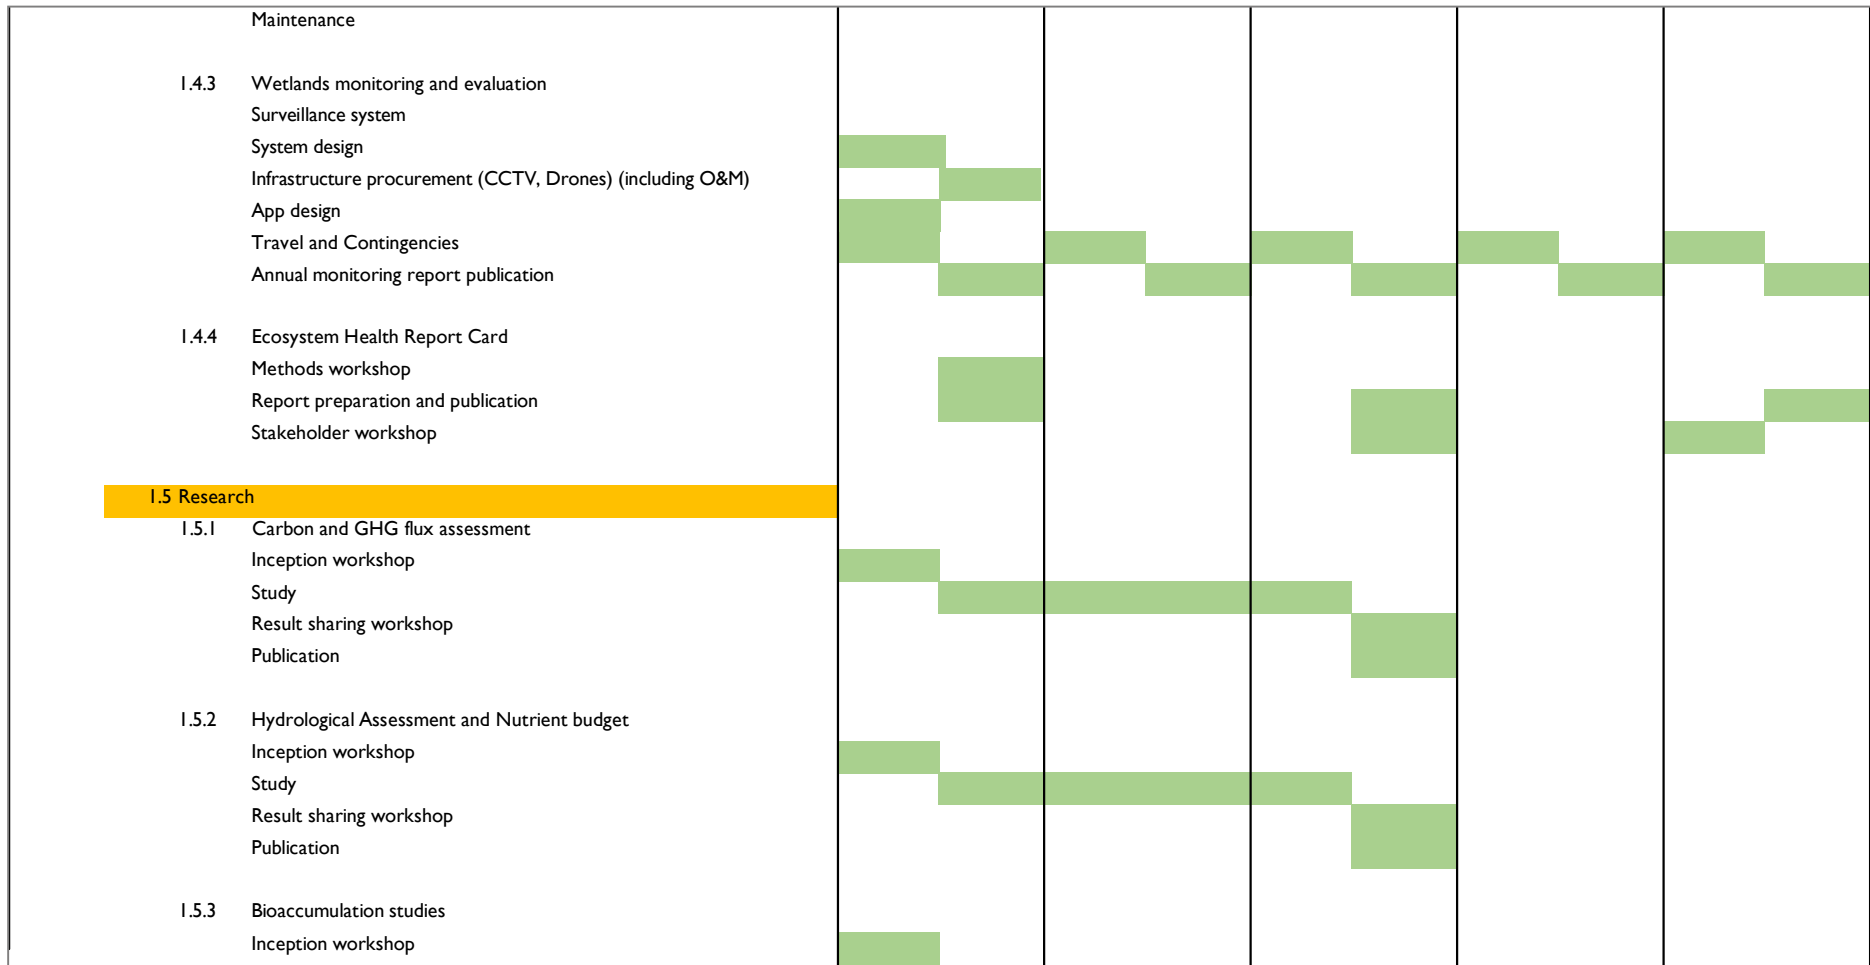 Maintenance
1.4.3 Wetlands monitoring and evaluation
Surveillance system
System design
Infrastructure procurement (CCTV, Drones) (including O&M)
App design
Travel and Contingencies
Annual monitoring report publication
1.4.4 Ecosystem Health Report Card
Methods workshop
Report preparation and publication
Stakeholder workshop
1.5 Research
1.5.1 Carbon and GHG flux assessment
Inception workshop
Study
Result sharing workshop
Publication
1.5.2 Hydrological Assessment and Nutrient budget
Inception workshop
Study
Result sharing workshop
Publication
1.5.3 Bioaccumulation studies
Inception workshop